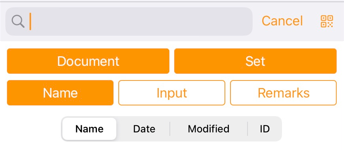 Cancel
Document Set
Name Input Remarks
Name Date Modified ID